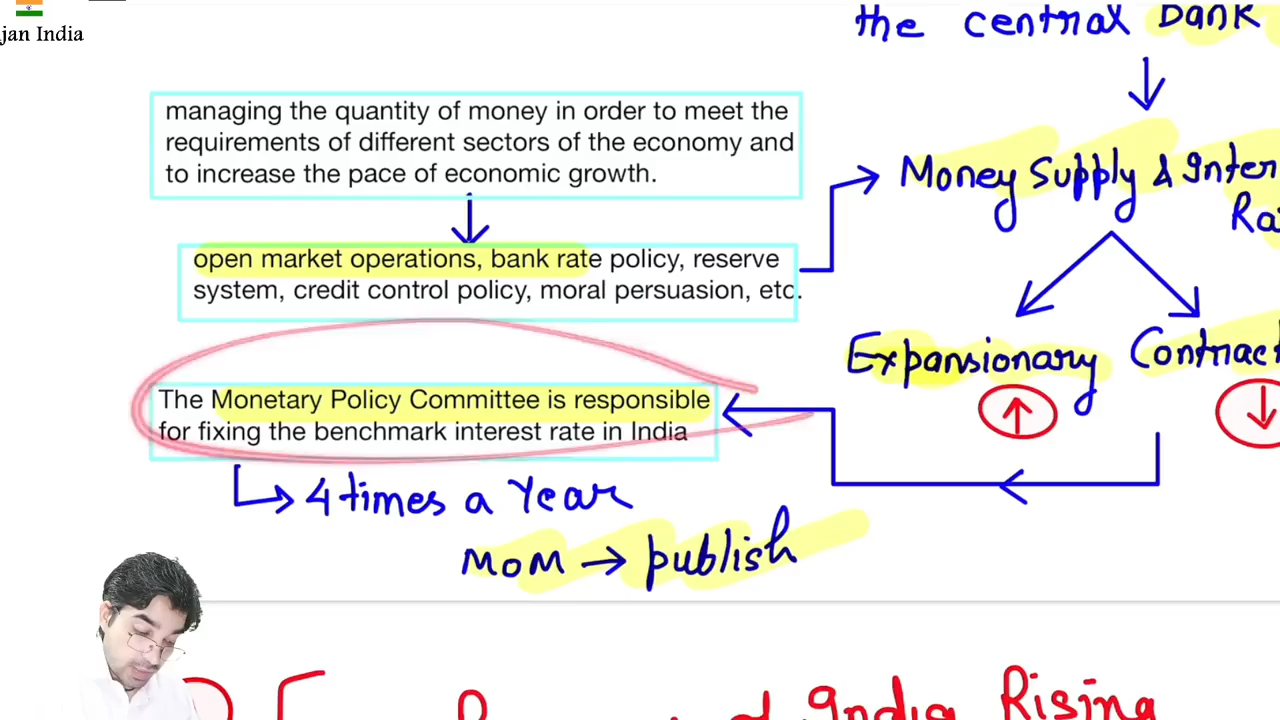 jan India
the central bank
managing the quantity of money in order to meet the
requirements of different sectors of the economy and
to increase the pace of economic growth.
Money Supply & Inter
open market operations, bank rate policy, reserve
system, credit control policy, moral persuasion, etc.
Expansionary Contract
The Monetary Policy Committee is responsible
for fixing the benchmark interest rate in India
4 times a Year
MOM → publish
of India Rising